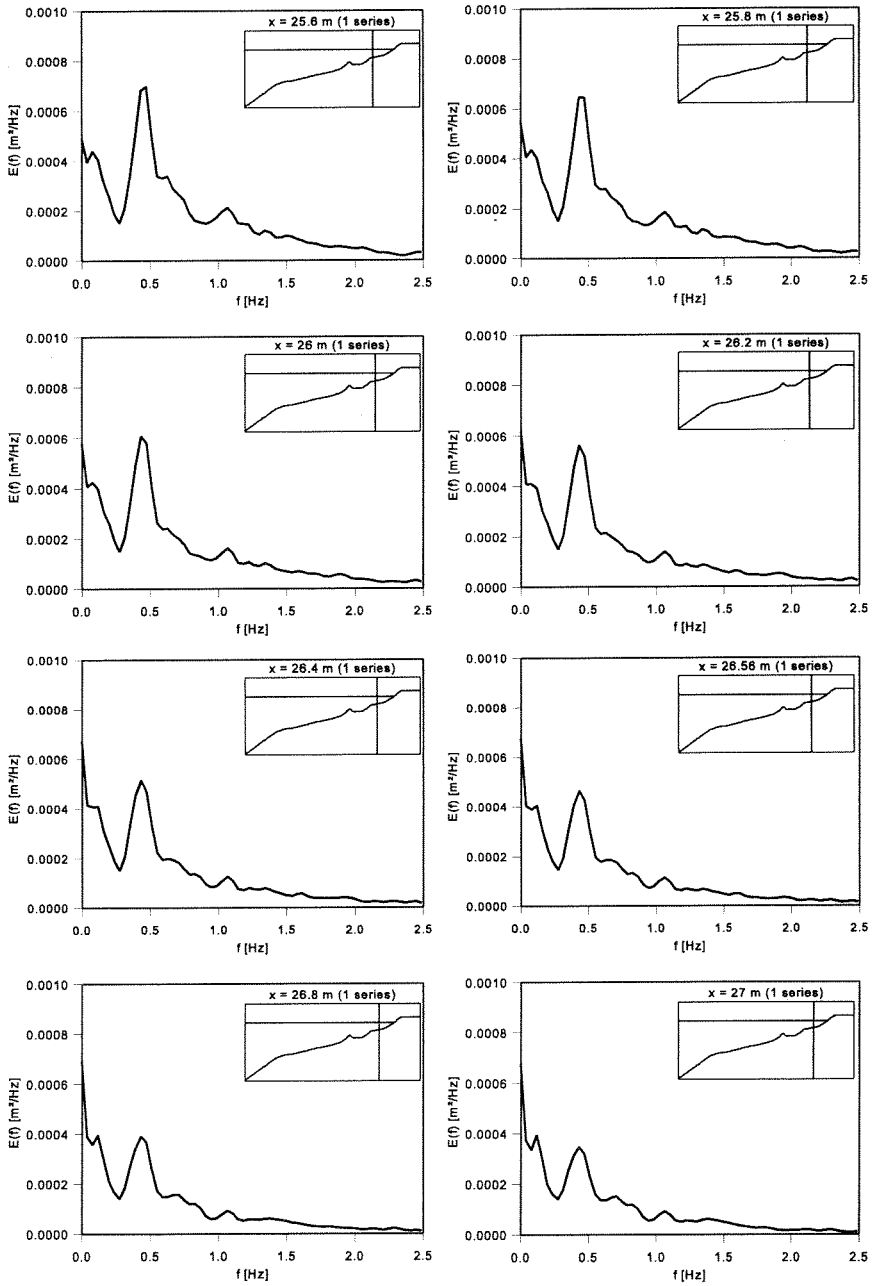 x = 25.6 m (1 series)
0.0010
0.0008
0.0006
0.0004
0.0002
0.0000
E(f) [m²/Hz]
0.0 0.5 1.0 1.5 2.0 2.5
f [Hz]
x = 25.8 m (1 series)
0.0010
0.0008
0.0006
0.0004
0.0002
0.0000
E(f) [m²/Hz]
0.0 0.5 1.0 1.5 2.0 2.5
f [Hz]
x = 26 m (1 series)
0.0010
0.0008
0.0006
0.0004
0.0002
0.0000
E(f) [m²/Hz]
0.0 0.5 1.0 1.5 2.0 2.5
f [Hz]
x = 26.2 m (1 series)
0.0010
0.0008
0.0006
0.0004
0.0002
0.0000
E(f) [m²/Hz]
0.0 0.5 1.0 1.5 2.0 2.5
f [Hz]
x = 26.4 m (1 series)
0.0010
0.0008
0.0006
0.0004
0.0002
0.0000
E(f) [m²/Hz]
0.0 0.5 1.0 1.5 2.0 2.5
f [Hz]
x = 26.56 m (1 series)
0.0010
0.0008
0.0006
0.0004
0.0002
0.0000
E(f) [m²/Hz]
0.0 0.5 1.0 1.5 2.0 2.5
f [Hz]
x = 26.8 m (1 series)
0.0010
0.0008
0.0006
0.0004
0.0002
0.0000
E(f) [m²/Hz]
0.0 0.5 1.0 1.5 2.0 2.5
f [Hz]
x = 27 m (1 series)
0.0010
0.0008
0.0006
0.0004
0.0002
0.0000
E(f) [m²/Hz]
0.0 0.5 1.0 1.5 2.0 2.5
f [Hz]